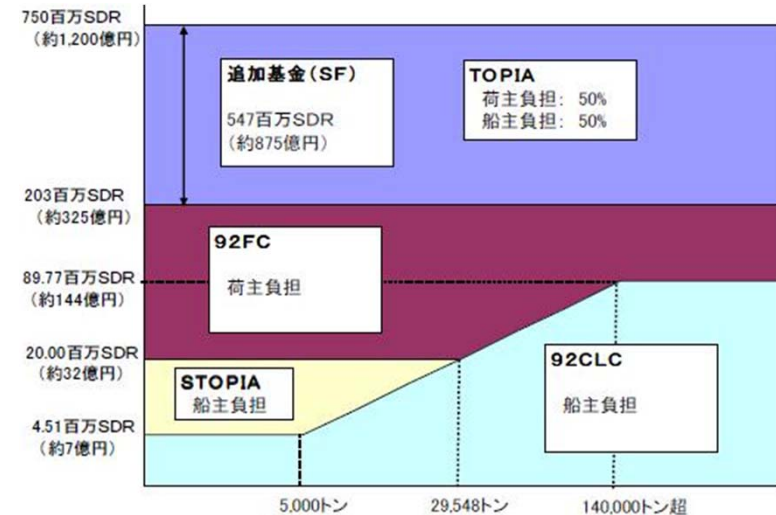 750百万SDR
(約1,200億円)
追加基金(SF)
547百万SDR
(約875億円)
TOPIA
荷主負担: 50%
船主負担: 50%
203百万SDR
(約325億円)
92FC
荷主負担
89.77百万SDR
(約144億円)
20.00百万SDR
(約32億円)
STOPIA
船主負担
92CLC
船主負担
4.51百万SDR
(約7億円)
5,000トン
29,548トン
140,000トン超